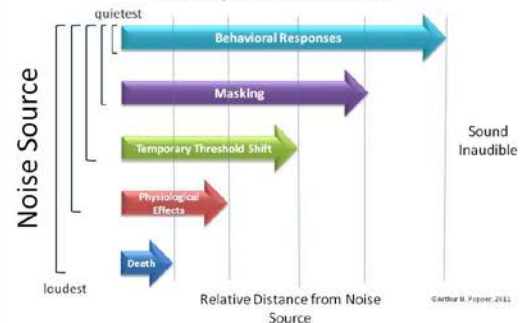 quietest
Behavioral Responses
Masking
Temporary Threshold Shift
Physiological
Effects
Death
Noise Source
loudest
Sound
Inaudible
Relative Distance from Noise
Source
©Arthur N. Popper, 2011